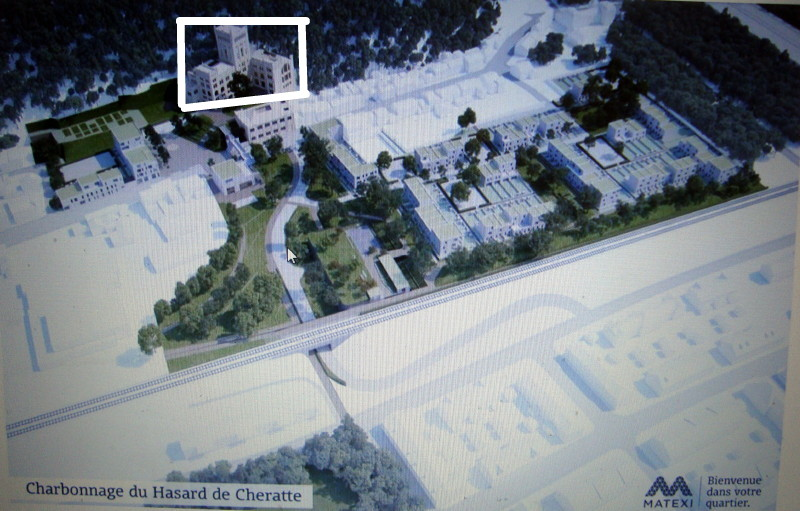 Charbonnage du Hasard de Cheratte
MATEXI
Bienvenue
dans votre
quartier.